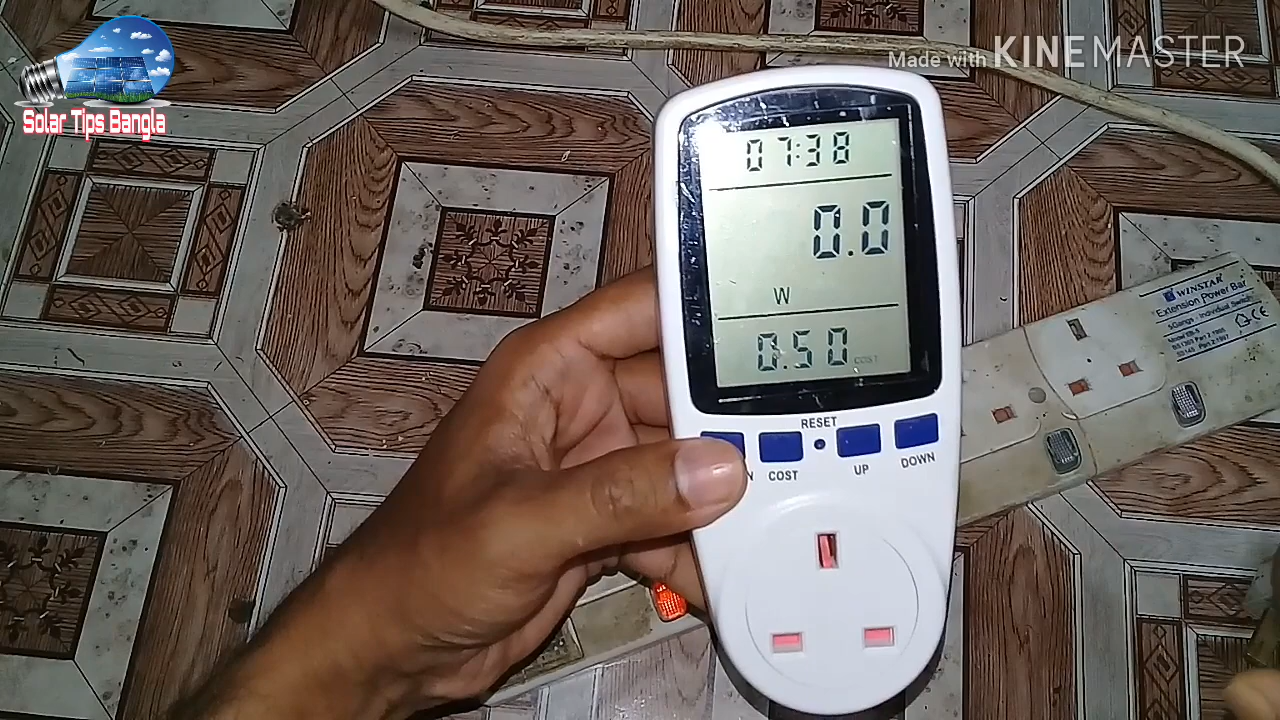 Solar Tips Bangla
Made with KINEMASTER
07:38
0.0
W
0.50 COST
RESET
N COST UP DOWN
WINSTAR
Extension Power Bar